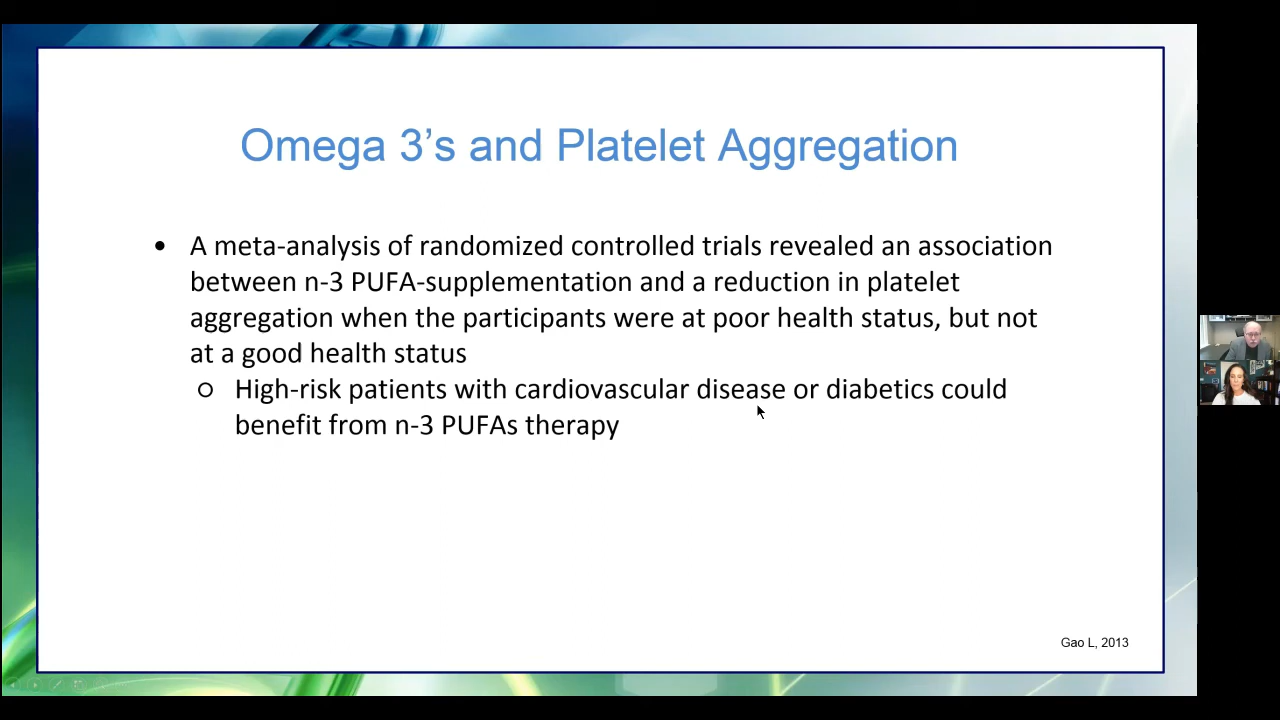 Omega 3’s and Platelet Aggregation
• A meta-analysis of randomized controlled trials revealed an association
between n-3 PUFA-supplementation and a reduction in platelet
aggregation when the participants were at poor health status, but not
at a good health status
○ High-risk patients with cardiovascular disease or diabetics could
benefit from n-3 PUFAs therapy
Gao L, 2013